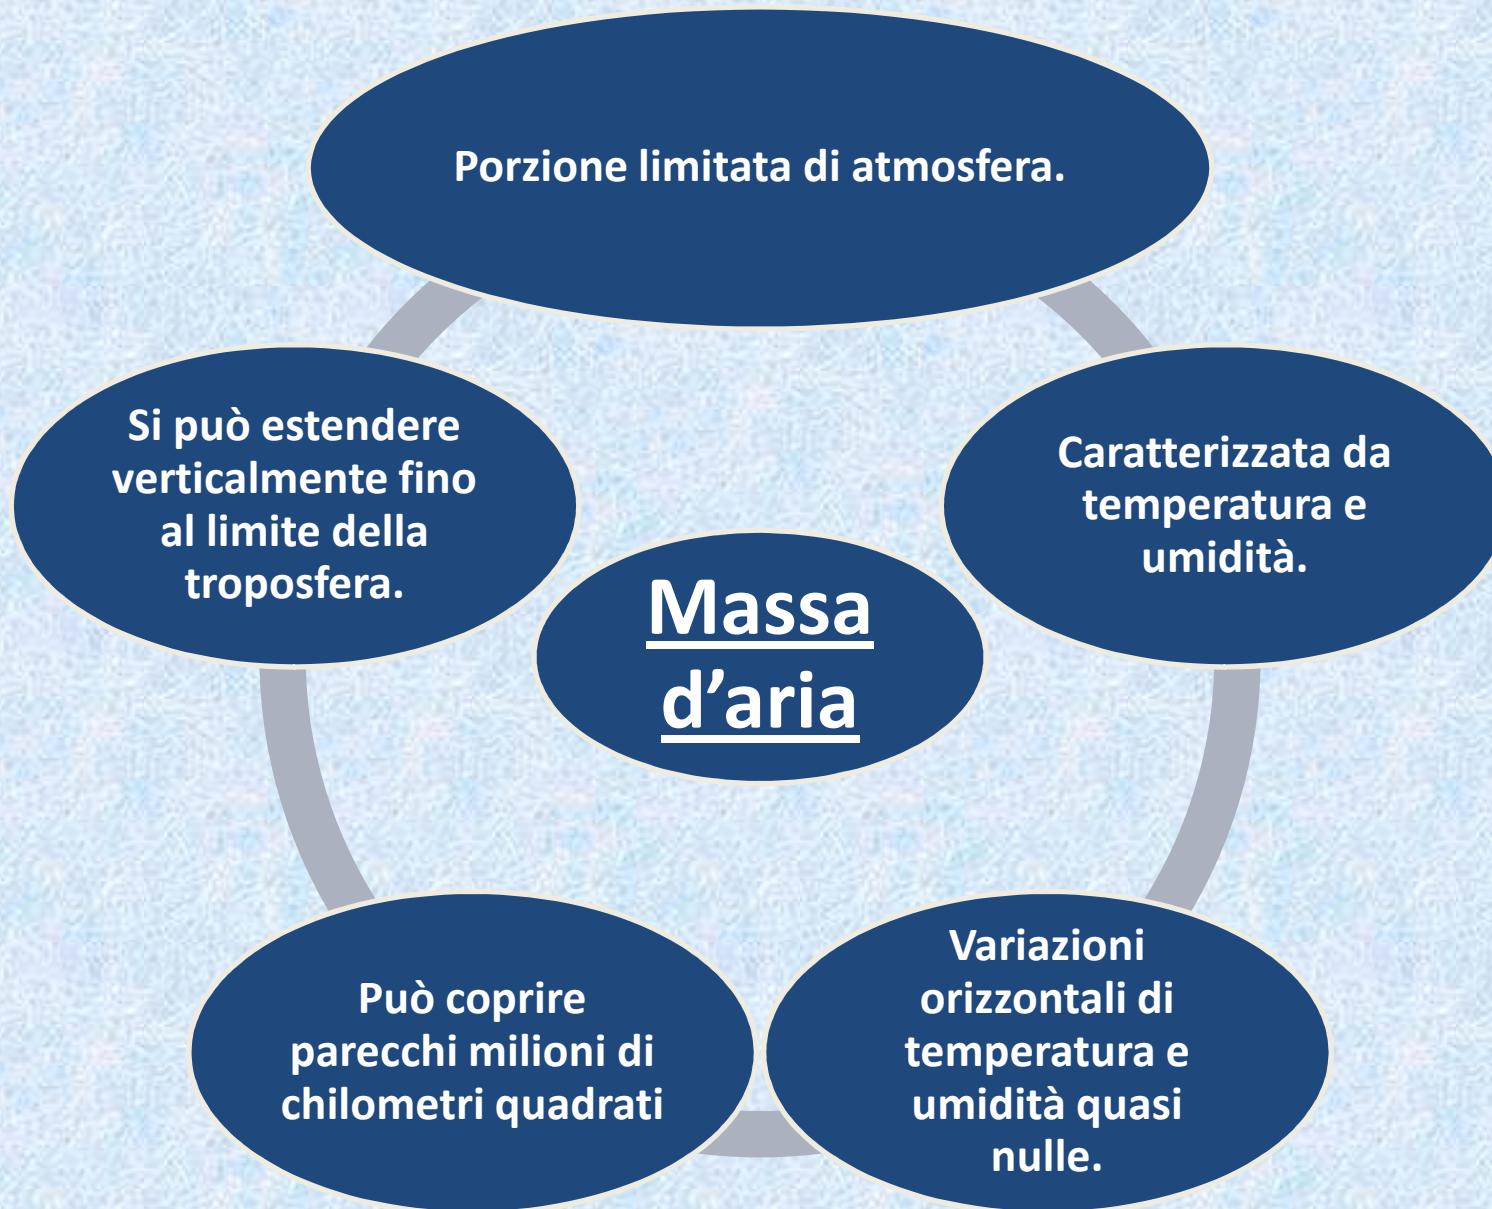 Porzione limitata di atmosfera.
Si può estendere
verticalmente fino
al limite della
troposfera.
Caratterizzata da
temperatura e
umidità.
Massa
d’aria
Può coprire
parecchi milioni di
chilometri quadrati
Variazioni
orizzontali di
temperatura e
umidità quasi
nulle.